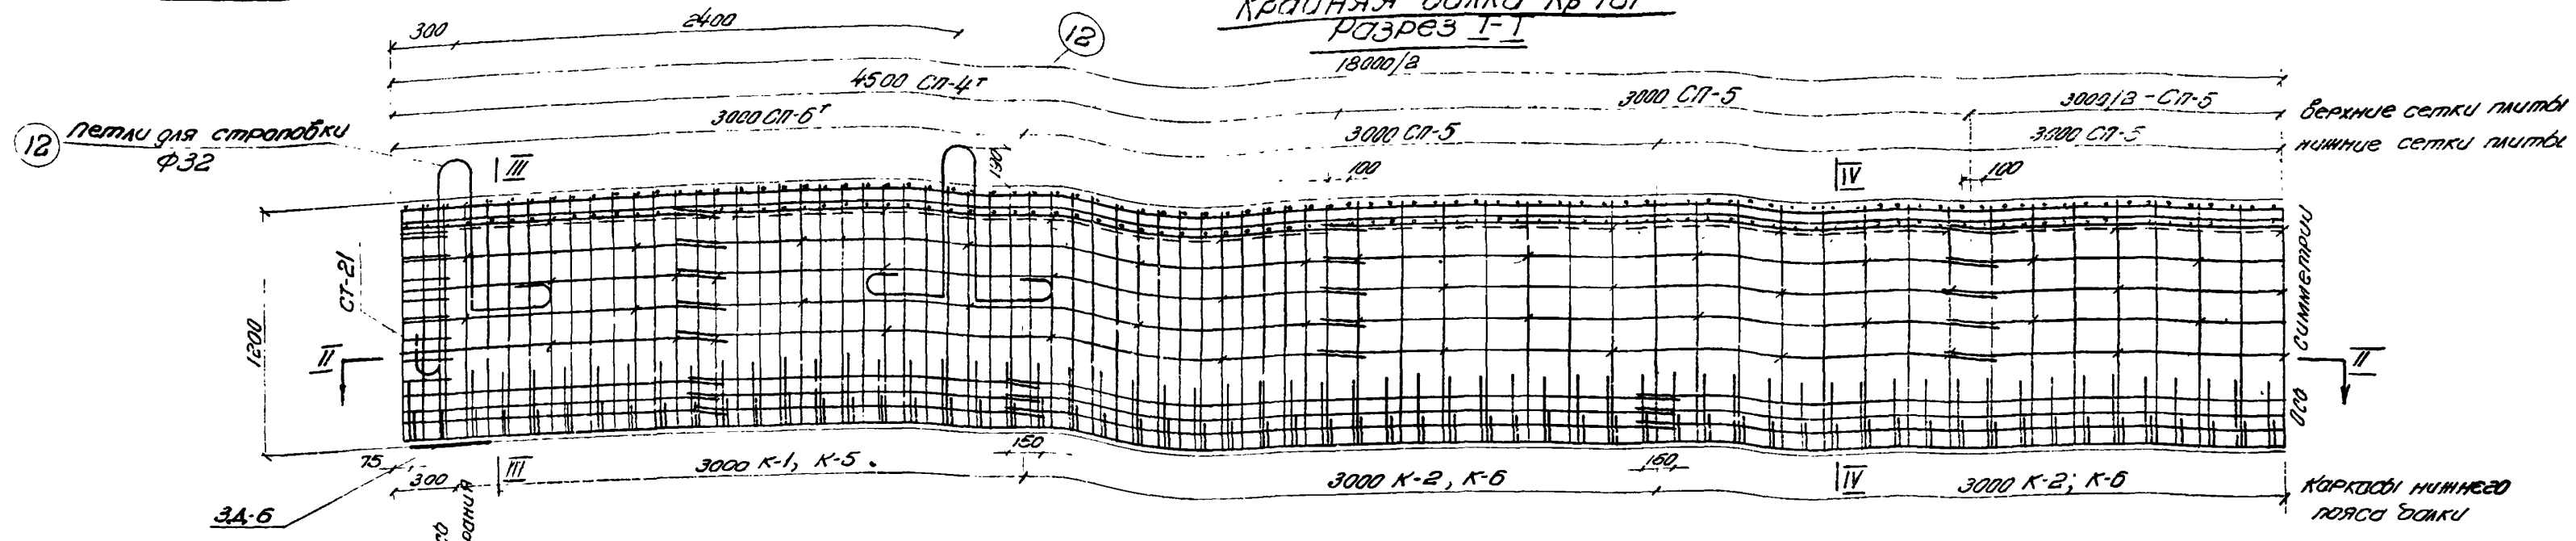 Крайняя балка Кр-18т
Разрез I-I
300
2400
12
18000/2
4500 СП-4т
3000 СП-5
3000/2-СП-5
верхние сетки плиты
3000 СП-6т
3000 СП-5
3000 СП-5
нижние сетки плиты
12
петли для строповки
Ф32
III
190
100
IV
100
СТ-21
1200
II
II
ось симметрии
75
300
III
3000 К-1, К-5.
150
3000 К-2, К-6
150
IV
3000 К-2; К-6
каркасы нижнего
пояса балки
ЗД-6